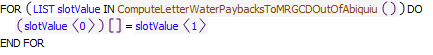 FOR ( LIST slotValue IN ComputeLetterWaterPaybacksToMRGCDOutOfAbiquiu ( ) ) DO
( slotValue 〈 0 〉 ) [ ] = slotValue 〈 1 〉
END FOR